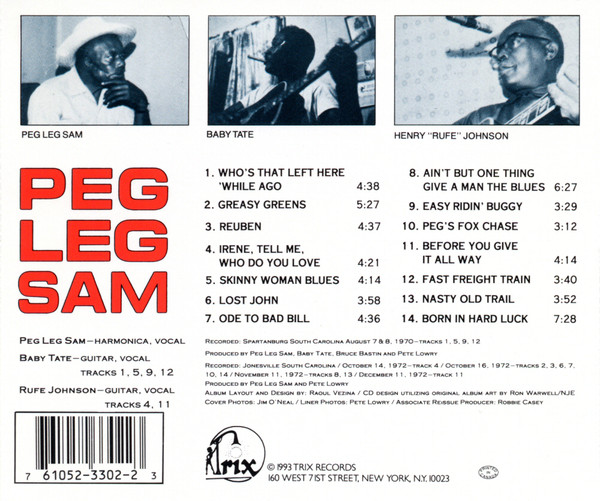 PEG LEG SAM
BABY TATE
HENRY "RUFE" JOHNSON
PEG
LEG
SAM
1. WHO'S THAT LEFT HERE
'WHILE AGO 4:38
2. GREASY GREENS 5:27
3. REUBEN 4:37
4. IRENE, TELL ME,
WHO DO YOU LOVE 4:21
5. SKINNY WOMAN BLUES 4:14
6. LOST JOHN 3:58
7. ODE TO BAD BILL 4:36
8. AIN'T BUT ONE THING
GIVE A MAN THE BLUES 6:27
9. EASY RIDIN' BUGGY 3:29
10. PEG'S FOX CHASE 3:12
11. BEFORE YOU GIVE
IT ALL WAY 4:14
12. FAST FREIGHT TRAIN 3:40
13. NASTY OLD TRAIL 3:52
14. BORN IN HARD LUCK 7:28
PEG LEG SAM–HARMONICA, VOCAL
BABY TATE–GUITAR, VOCAL
TRACKS 1, 5, 9, 12
RUFE JOHNSON–GUITAR, VOCAL
TRACKS 4, 11
RECORDED: SPARTANBURG SOUTH CAROLINA AUGUST 7 & 8, 1970–TRACKS 1, 5, 9, 12
PRODUCED BY PEG LEG SAM, BABY TATE, BRUCE BASTIN AND PETE LOWRY
RECORDED: JONESVILLE SOUTH CAROLINA / OCTOBER 14, 1972–TRACK 4 / OCTOBER 16, 1972–TRACKS 2, 3, 6, 7,
10, 14 / NOVEMBER 11, 1972–TRACKS 8, 13 / DECEMBER 11, 1972–TRACK 11
PRODUCED BY PEG LEG SAM AND PETE LOWRY
ALBUM LAYOUT AND DESIGN BY: RAOUL VEZINA / CD DESIGN UTILIZING ORIGINAL ALBUM ART BY RON WARWELL/NJE
COVER PHOTOS: JIM O'NEAL / LINER PHOTOS: PETE LOWRY / ASSOCIATE REISSUE PRODUCER: ROBBIE CASEY
7 61052-3302-2 3
Trix
© 1993 TRIX RECORDS
160 WEST 71ST STREET, NEW YORK, N.Y. 10023
PRINTED IN CANADA